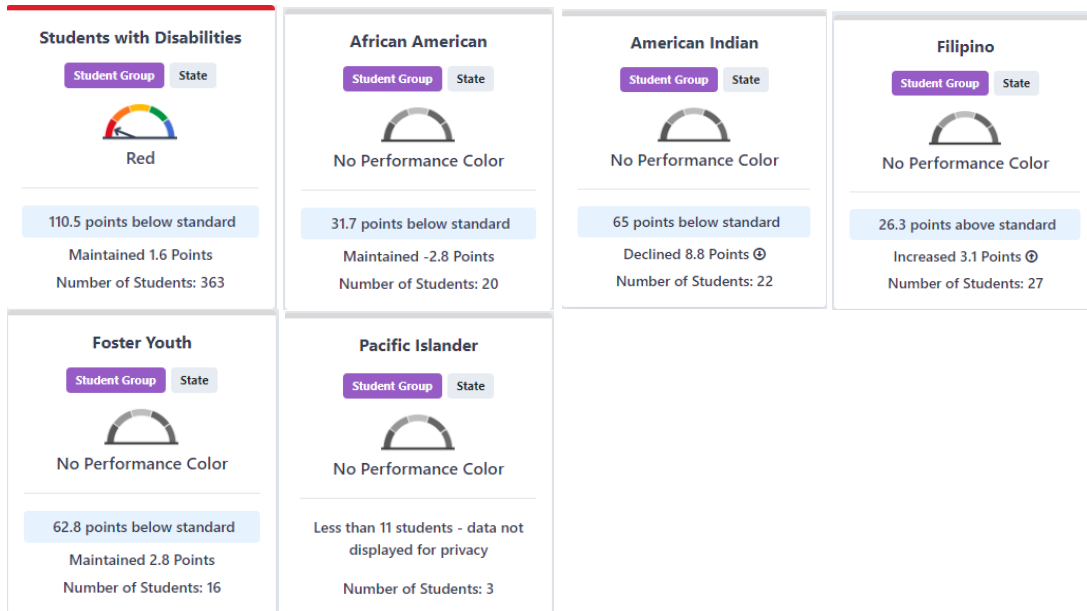 Students with Disabilities
Student Group State
Red
110.5 points below standard
Maintained 1.6 Points
Number of Students: 363
African American
Student Group State
No Performance Color
31.7 points below standard
Maintained -2.8 Points
Number of Students: 20
American Indian
Student Group State
No Performance Color
65 points below standard
Declined 8.8 Points
Number of Students: 22
Filipino
Student Group State
No Performance Color
26.3 points above standard
Increased 3.1 Points
Number of Students: 27
Foster Youth
Student Group State
No Performance Color
62.8 points below standard
Maintained 2.8 Points
Number of Students: 16
Pacific Islander
Student Group State
No Performance Color
Less than 11 students - data not
displayed for privacy
Number of Students: 3